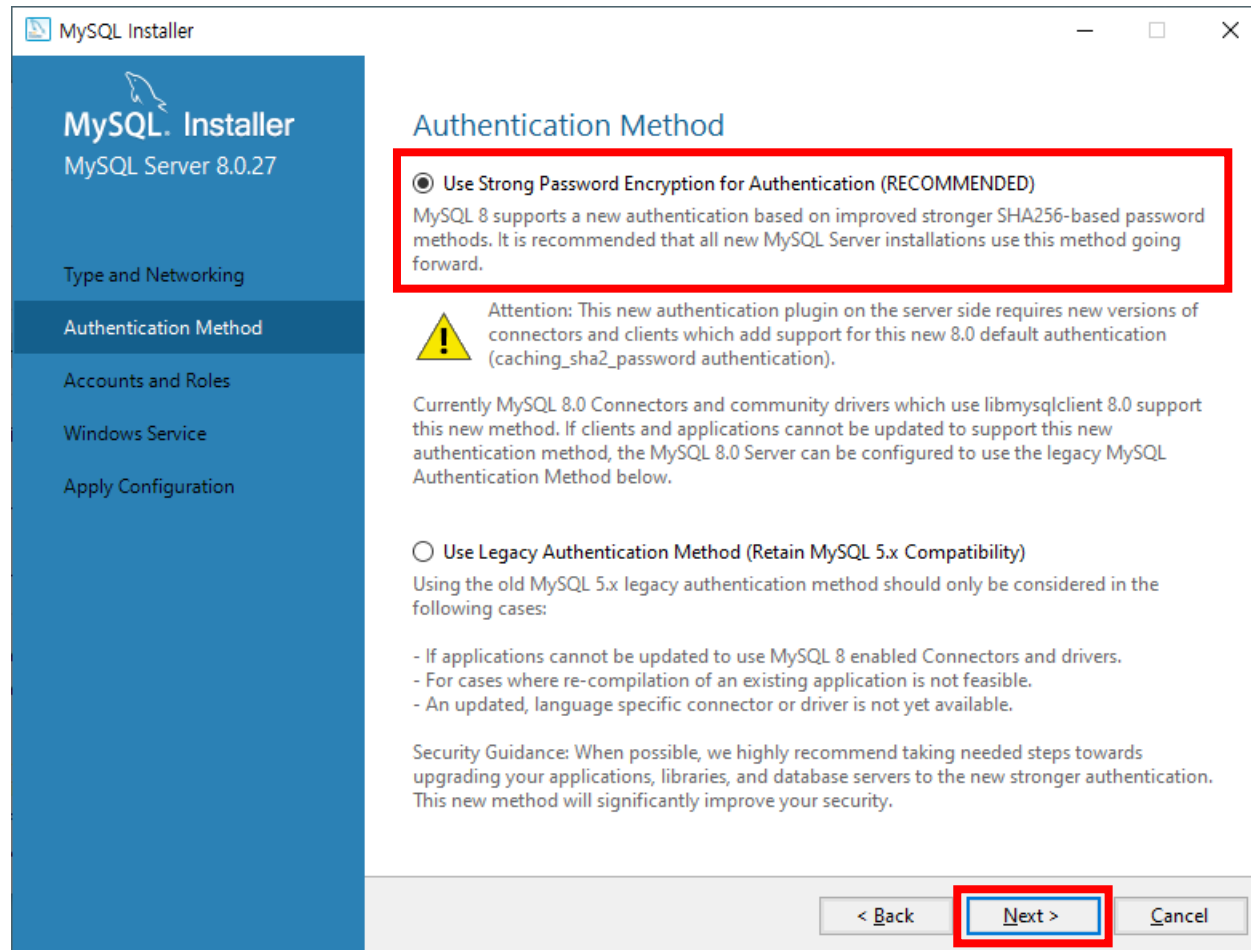 MySQL Installer
MySQL. Installer
MySQL Server 8.0.27
Type and Networking
Authentication Method
Accounts and Roles
Windows Service
Apply Configuration
Authentication Method
Use Strong Password Encryption for Authentication (RECOMMENDED)
MySQL 8 supports a new authentication based on improved stronger SHA256-based password
methods. It is recommended that all new MySQL Server installations use this method going
forward.
Attention: This new authentication plugin on the server side requires new versions of
connectors and clients which add support for this new 8.0 default authentication
(caching_sha2_password authentication).
Currently MySQL 8.0 Connectors and community drivers which use libmysqlclient 8.0 support
this new method. If clients and applications cannot be updated to support this new
authentication method, the MySQL 8.0 Server can be configured to use the legacy MySQL
Authentication Method below.
Use Legacy Authentication Method (Retain MySQL 5.x Compatibility)
Using the old MySQL 5.x legacy authentication method should only be considered in the
following cases:
- If applications cannot be updated to use MySQL 8 enabled Connectors and drivers.
- For cases where re-compilation of an existing application is not feasible.
- An updated, language specific connector or driver is not yet available.
Security Guidance: When possible, we highly recommend taking needed steps towards
upgrading your applications, libraries, and database servers to the new stronger authentication.
This new method will significantly improve your security.
< Back
Next >
Cancel